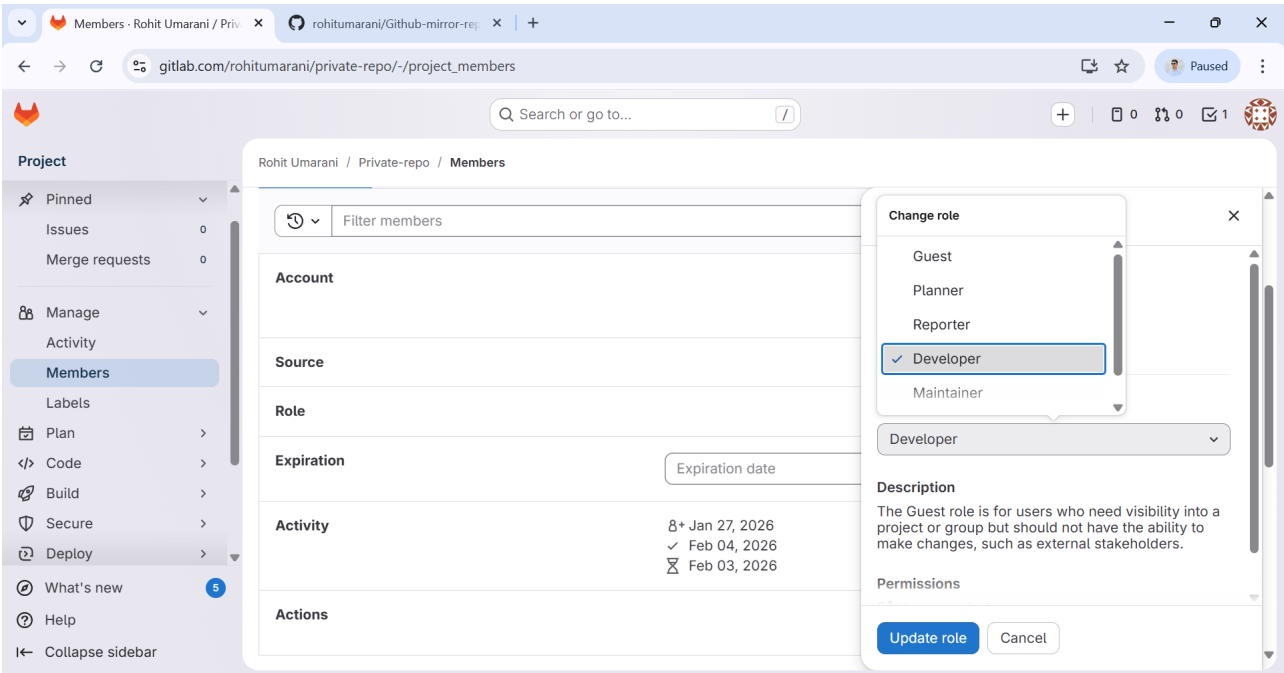 Members · Rohit Umarani / Priv
rohitumarani/Github-mirror-rep
gitlab.com/rohitumarani/private-repo/-/project_members
Paused
Search or go to...
/
0
0
1
Project
Pinned
Issues 0
Merge requests 0
Manage
Activity
Members
Labels
Plan
Code
Build
Secure
Deploy
What's new 5
Help
Collapse sidebar
Rohit Umarani / Private-repo / Members
Filter members
Account
Source
Role
Expiration
Expiration date
Activity
Jan 27, 2026
Feb 04, 2026
Feb 03, 2026
Actions
Change role
Guest
Planner
Reporter
Developer
Maintainer
Developer
Description
The Guest role is for users who need visibility into a
project or group but should not have the ability to
make changes, such as external stakeholders.
Permissions
Update role
Cancel